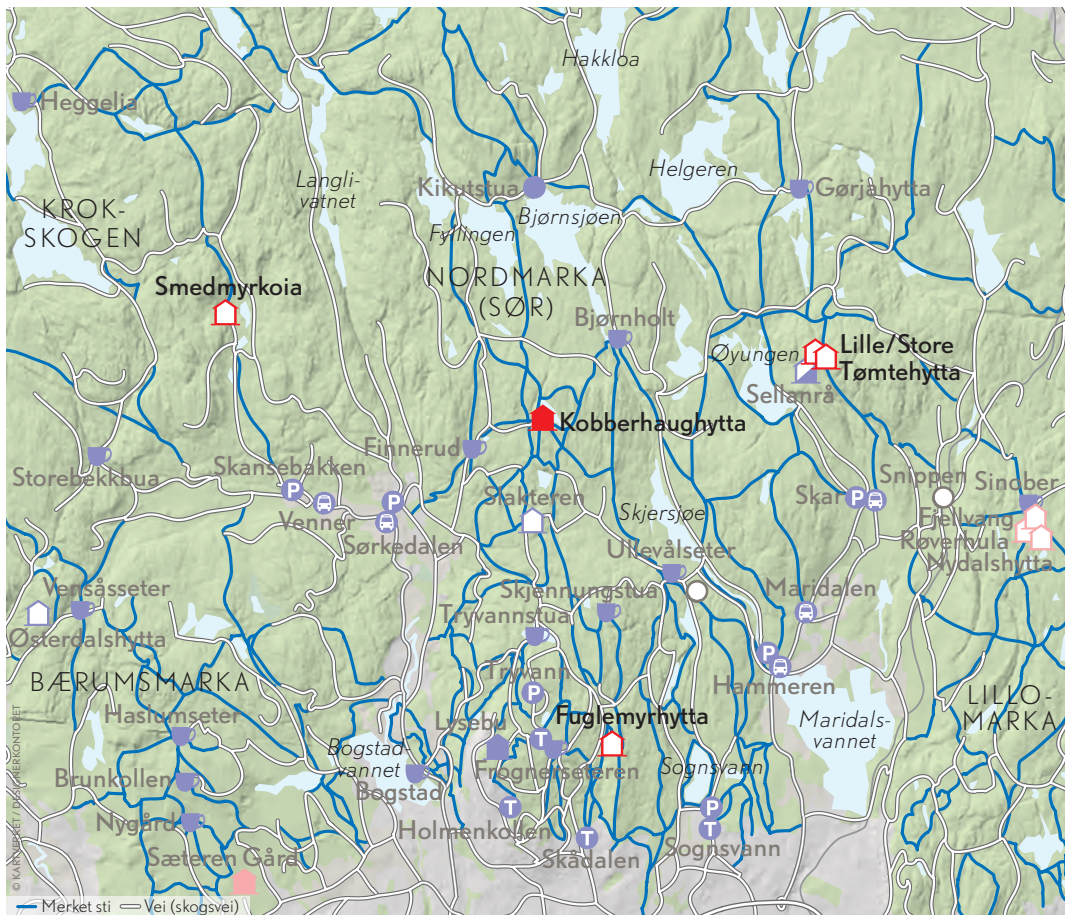 Hakkloa
Heggelia
Helgeren
Langli-
vatnet
Kikutstua
Gørjahytta
KROK-
SKOGEN
Bjørnsjøen
Fyllingen
NORDMARKA
(SØR)
Smedmyrkoia
Bjørnholt
Øyungen
Lille/Store
Tømtehytta
Sellanrå
Kobberhaughytta
Finnerud
Storebekkbua
Skansebakken
P
Venner
P
Sørkedalen
Slakteren
Skjersjøe
Skar
P
Snippen
Sinober
Fjellvang
Røverhula
Nydalshytta
Ullevålseter
Vensåsseter
Østerdalshytta
Skjennungstua
Tryvannstua
Maridalen
BÆRUMSMARKA
Tryvann
P
P
Hammeren
LILLO-
MARKA
Haslumseter
Lysebu
Fuglemyrhytta
Maridals-
vannet
T
Bogstad-
vannet
Frognerseteren
Sognsvann
Brunkollen
Bogstad
T
P
Nygård
Holmenkollen
T
T
Skådalen
Sognsvann
Sæteren Gård
© KARTVERKET / DESIGNERKONTORET
Merket sti
Vei (skogsvei)